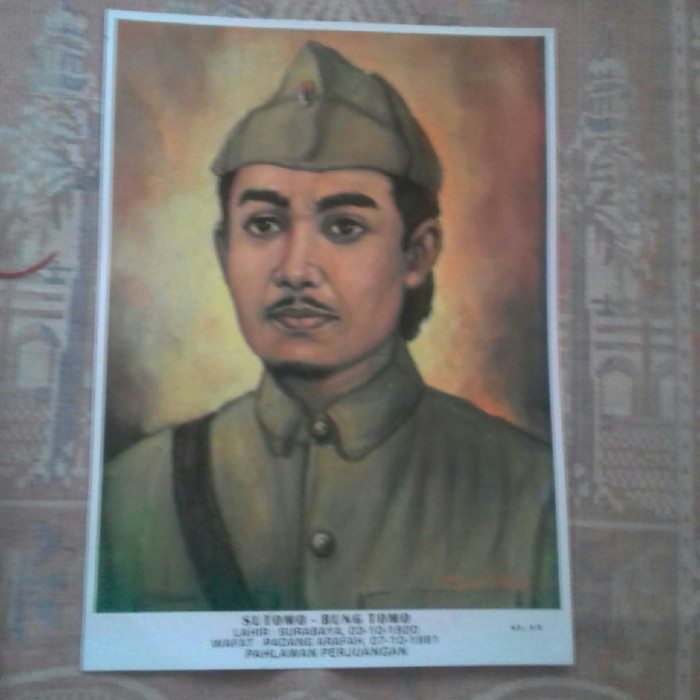 SUTOMO - BUNG TOMO
LAHIR : SURABAYA, 03-10-1920
WAFAT : PADANG ARAFAH, 07-10-1981
PAHLAWAN PERJUANGAN